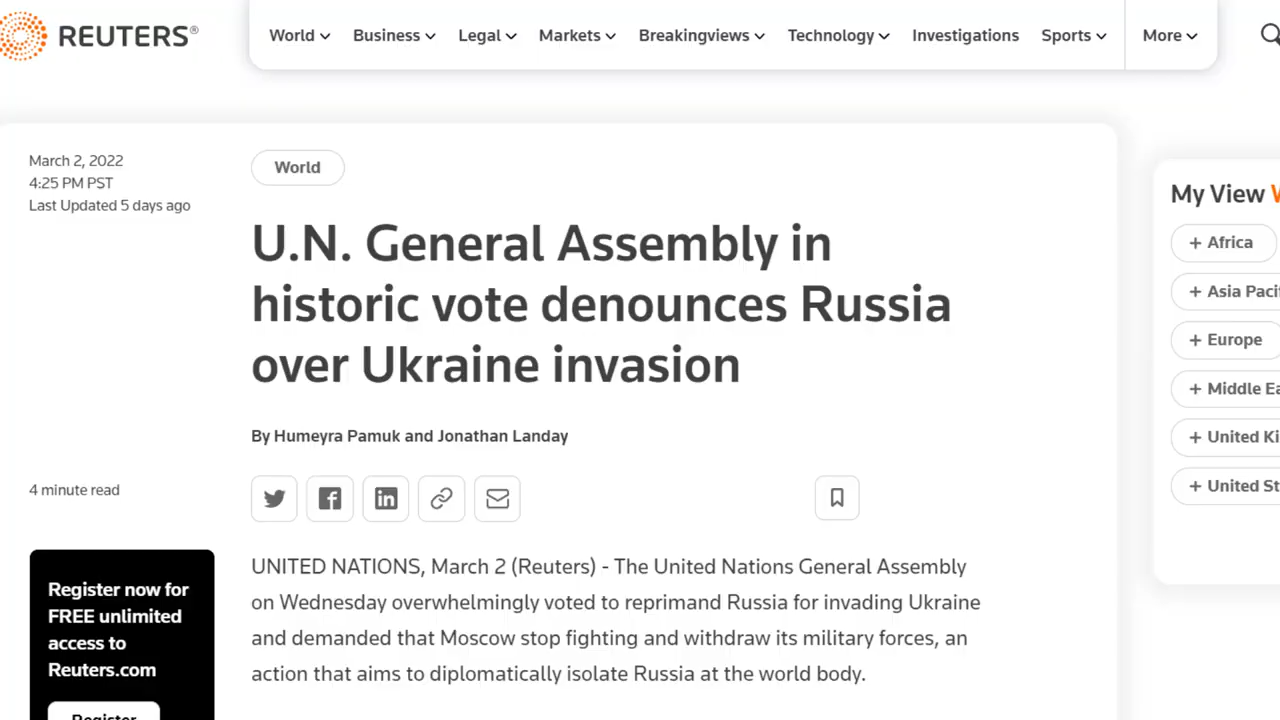 REUTERS®
World Business Legal Markets Breakingviews Technology Investigations Sports More
March 2, 2022
4:25 PM PST
Last Updated 5 days ago
World
U.N. General Assembly in
historic vote denounces Russia
over Ukraine invasion
By Humeyra Pamuk and Jonathan Landay
4 minute read
UNITED NATIONS, March 2 (Reuters) - The United Nations General Assembly
on Wednesday overwhelmingly voted to reprimand Russia for invading Ukraine
and demanded that Moscow stop fighting and withdraw its military forces, an
action that aims to diplomatically isolate Russia at the world body.
Register now for
FREE unlimited
access to
Reuters.com
Register
My View
+ Africa
+ Asia
+ Europe
+ Middle
+ United
+ United